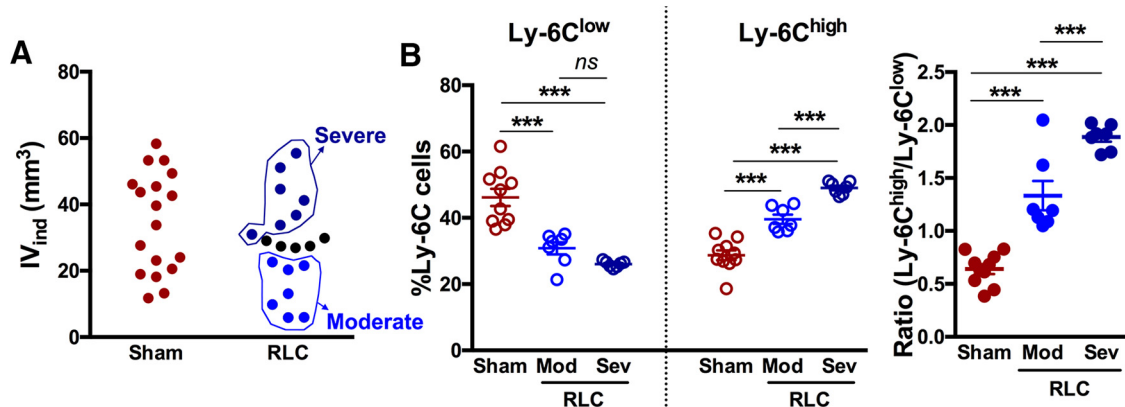 A
IVind (mm³)
80
60
40
20
0
Severe
Moderate
Sham
RLC
B
Ly-6Clow
Ly-6Chigh
%Ly-6C cells
80
60
40
20
0
ns
***
***
***
***
***
Sham
Mod
Sev
RLC
Sham
Mod
Sev
RLC
Ratio (Ly-6Chigh/Ly-6Clow)
2.5
2.0
1.5
1.0
0.5
0.0
***
***
***
Sham
Mod
Sev
RLC